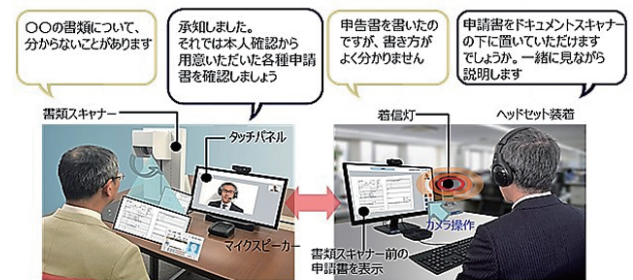 〇〇の書類について、
分からないことがあります
承知しました。
それでは本人確認から
用意いただいた各種申請
書を確認しましょう
申告書を書いたの
ですが、書き方が
よく分かりません
申請書をドキュメントスキャナー
の下に置いていただけます
でしょうか。一緒に見ながら
説明します
書類スキャナー
タッチパネル
マイクスピーカー
着信灯
ヘッドセット装着
カメラ操作
書類スキャナー前の
申請書を表示